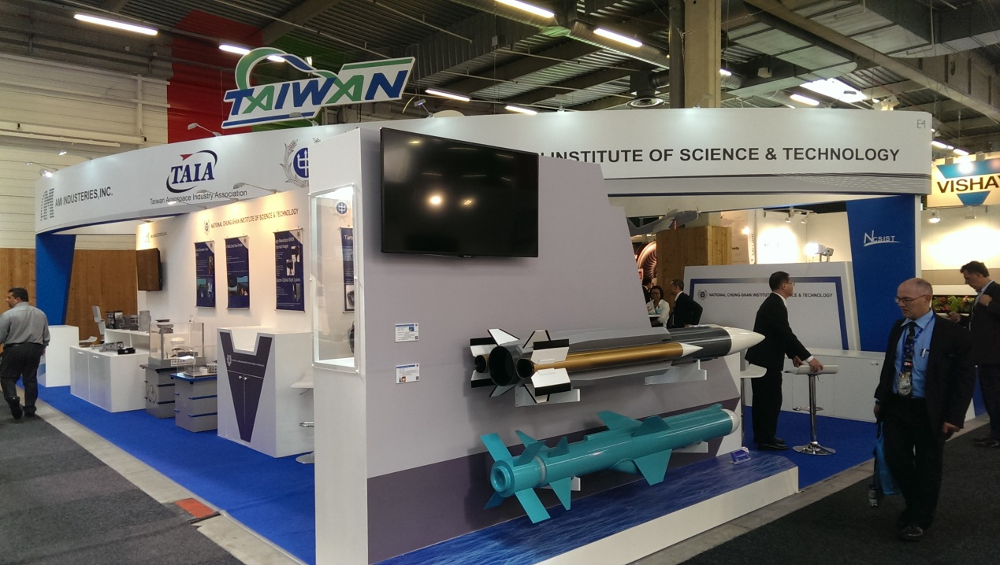 TAIWAN
E4
AMI INDUSTERIES,INC.
TAIA
Taiwan Aerospace Industry Association
INSTITUTE OF SCIENCE & TECHNOLOGY
VISHAY
NATIONAL CHUNG-SHAN INSTITUTE OF SCIENCE & TECHNOLOGY
NCSIST
NATIONAL CHUNG-SHAN INSTITUTE OF SCIENCE & TECHNOLOGY